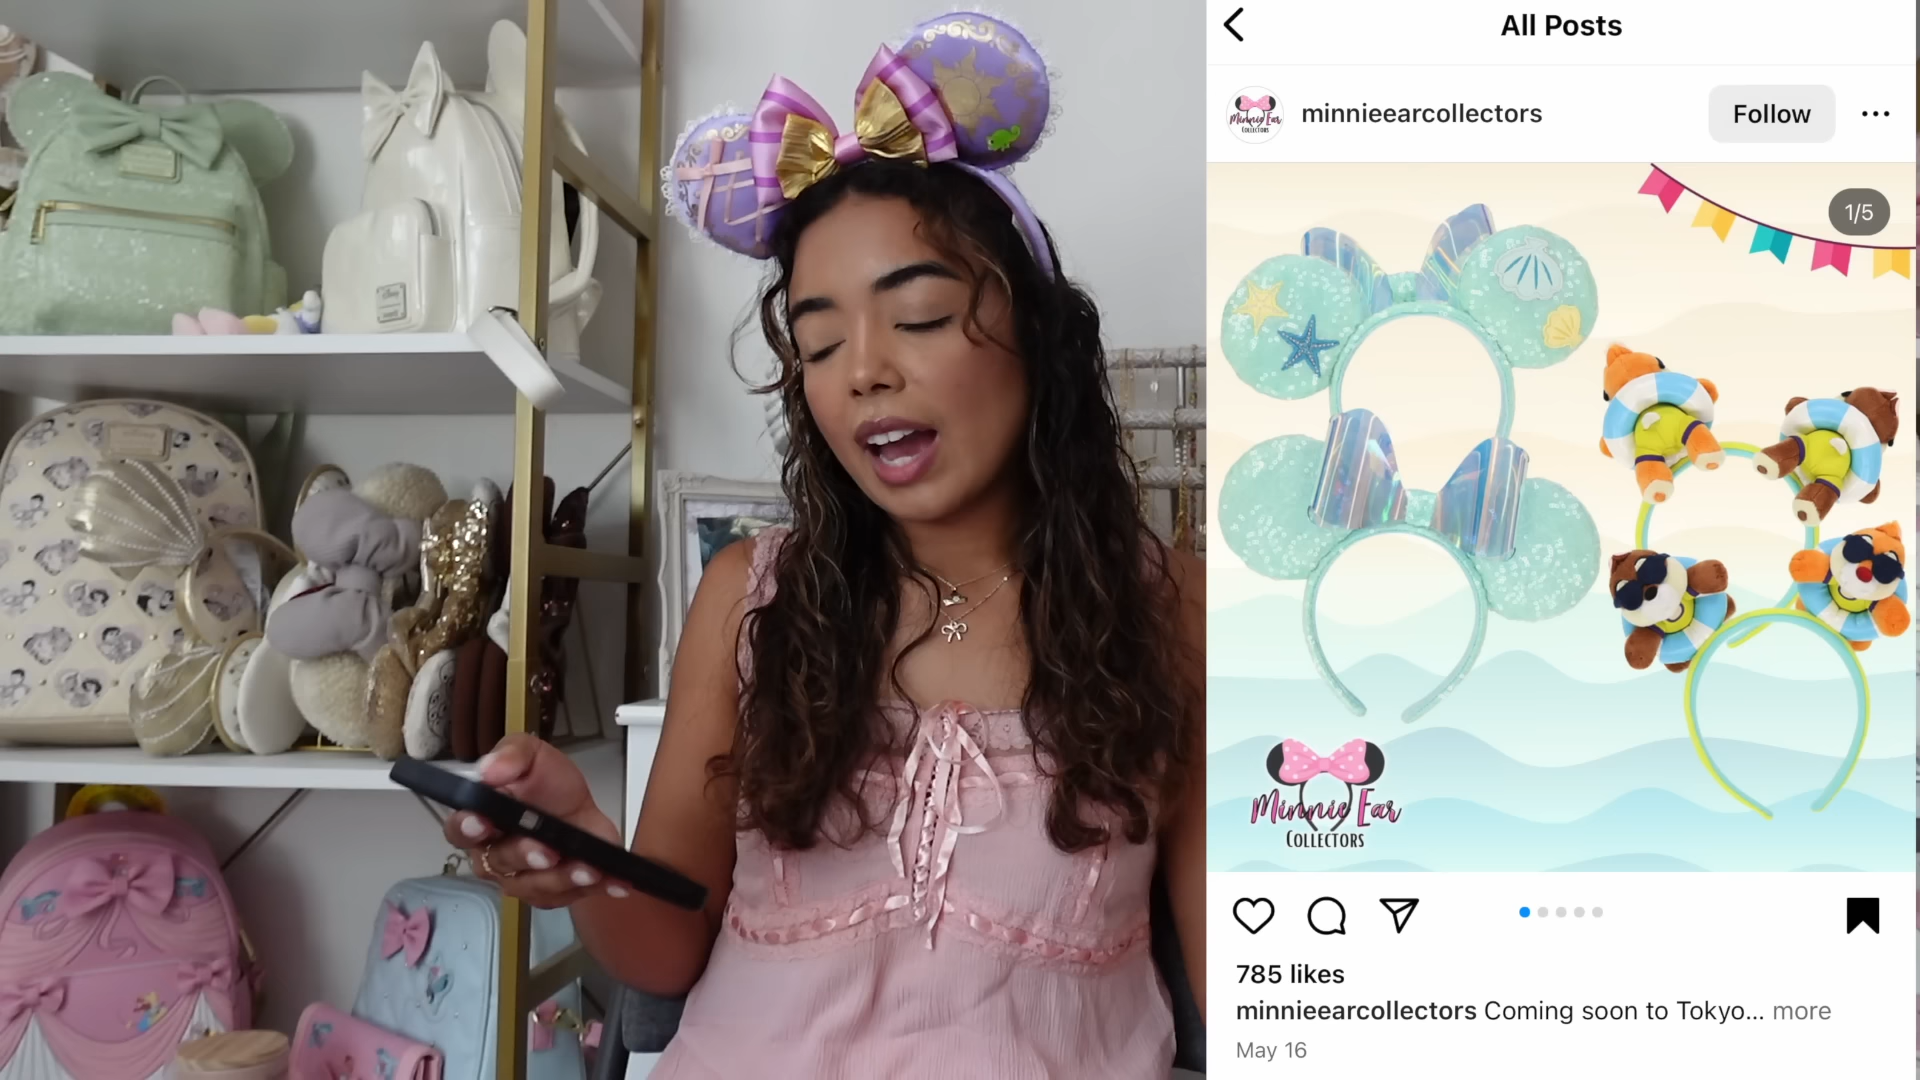 All Posts
minnieearcollectors
Follow
1/5
Minnie Ear
COLLECTORS
785 likes
minnieearcollectors Coming soon to Tokyo... more
May 16